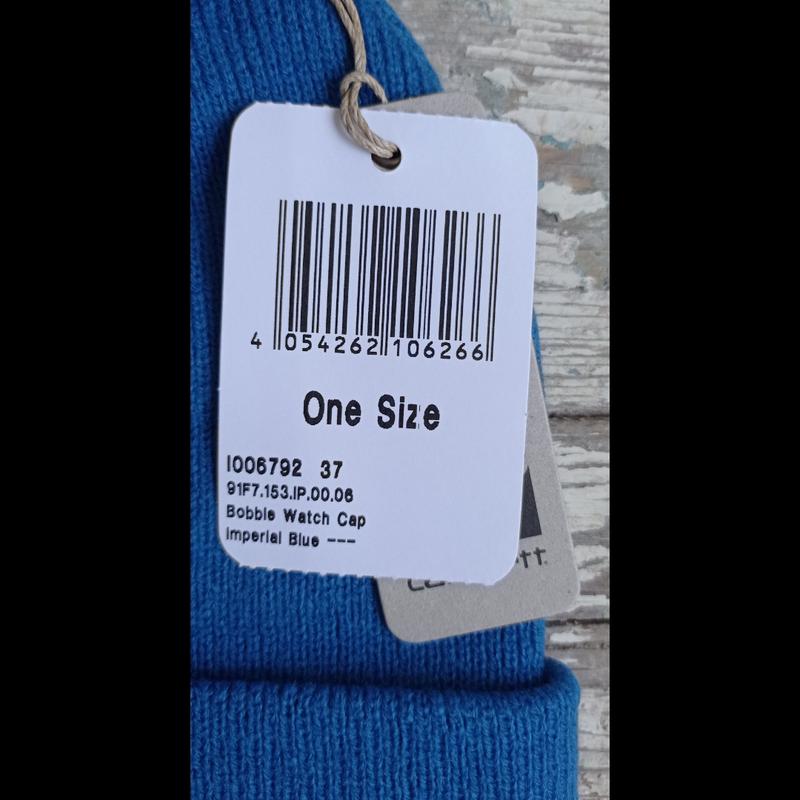 4 054262 106266
One Size
I006792 37
91F7.153.IP.00.06
Bobble Watch Cap
Imperial Blue ---